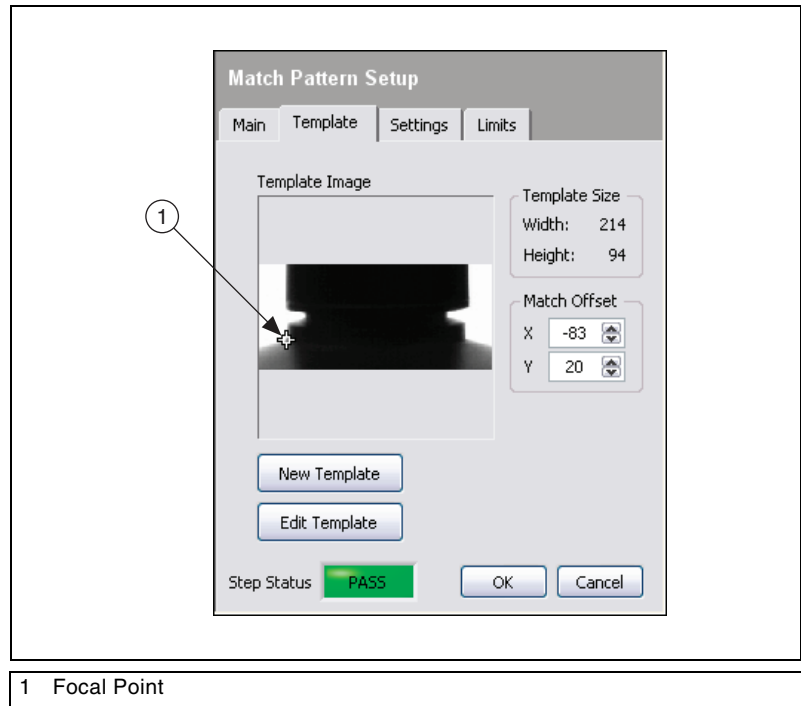 Match Pattern Setup
Main Template Settings Limits
Template Image
Template Size
Width: 214
Height: 94
Match Offset
X -83
Y 20
1
New Template
Edit Template
Step Status PASS OK Cancel
1 Focal Point